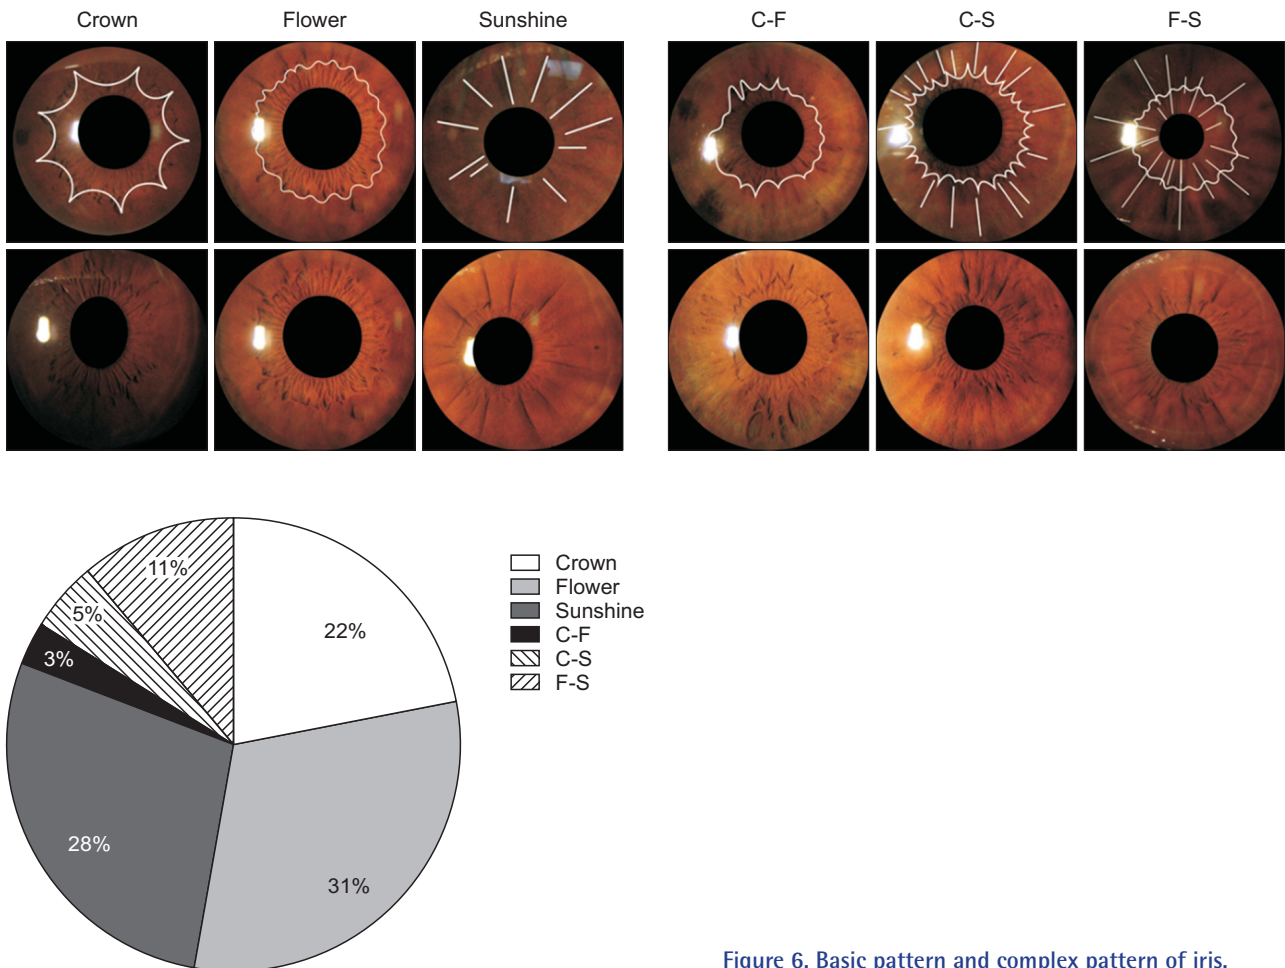 Crown Flower Sunshine C-F C-S F-S
11%
5%
3%
22%
28%
31%
Crown
Flower
Sunshine
C-F
C-S
F-S
Figure 6. Basic pattern and complex pattern of iris.